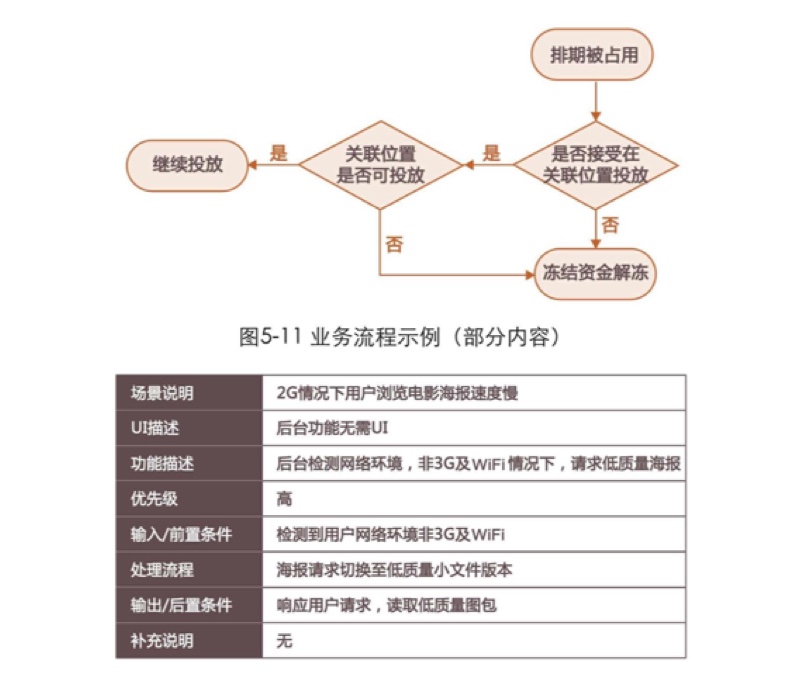 排期被占用
是否接受在
关联位置投放
是
关联位置
是否可投放
是
继续投放
否
否
冻结资金解冻
图5-11 业务流程示例（部分内容）
场景说明 2G情况下用户浏览电影海报速度慢
UI描述 后台功能无需UI
功能描述 后台检测网络环境，非3G及WiFi情况下，请求低质量海报
优先级 高
输入/前置条件 检测到用户网络环境非3G及WiFi
处理流程 海报请求切换至低质量小文件版本
输出/后置条件 响应用户请求，读取低质量图包
补充说明 无